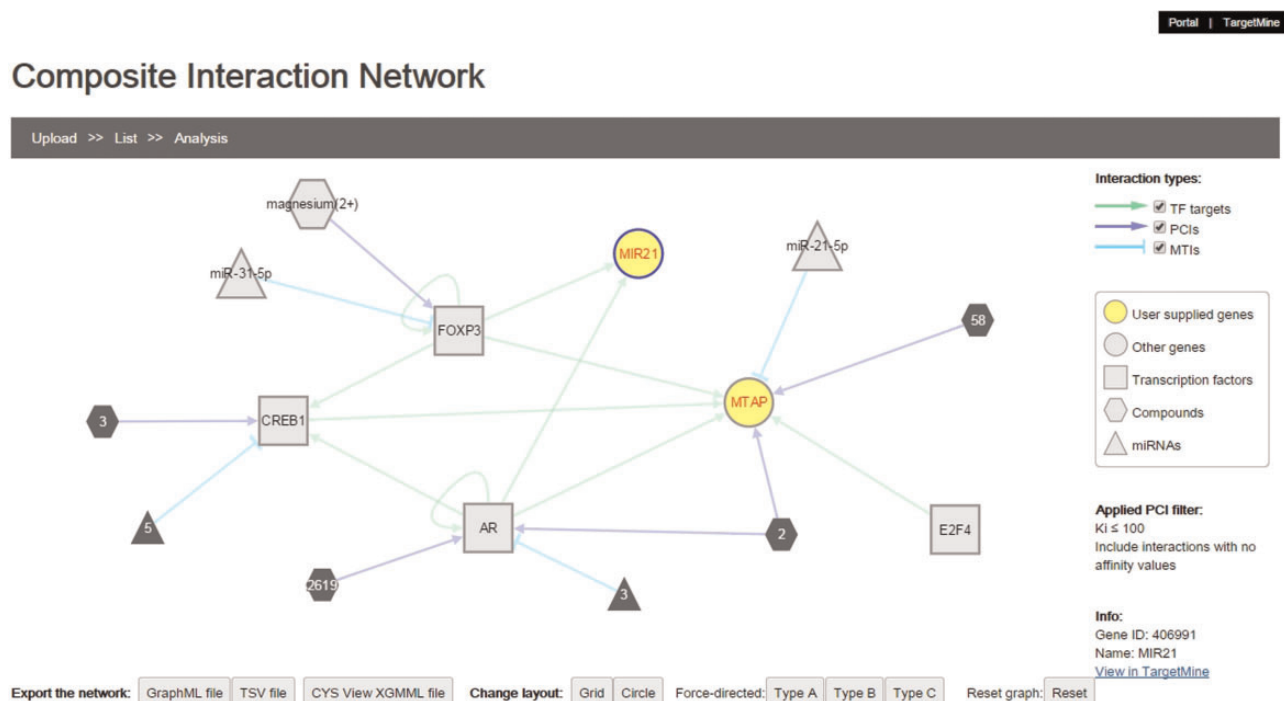 Portal | TargetMine
Composite Interaction Network
Upload >> List >> Analysis
magnesium(2+)
miR-31-5p
MIR21
miR-21-5p
FOXP3
58
MTAP
3
CREB1
5
AR
2
E2F4
2619
3
Interaction types:
TF targets
PCIs
MTIs
User supplied genes
Other genes
Transcription factors
Compounds
miRNAs
Applied PCI filter:
Ki ≤ 100
Include interactions with no
affinity values
Info:
Gene ID: 406991
Name: MIR21
View in TargetMine
Export the network: GraphML file TSV file CYS View XGMML file Change layout: Grid Circle Force-directed: Type A Type B Type C Reset graph: Reset